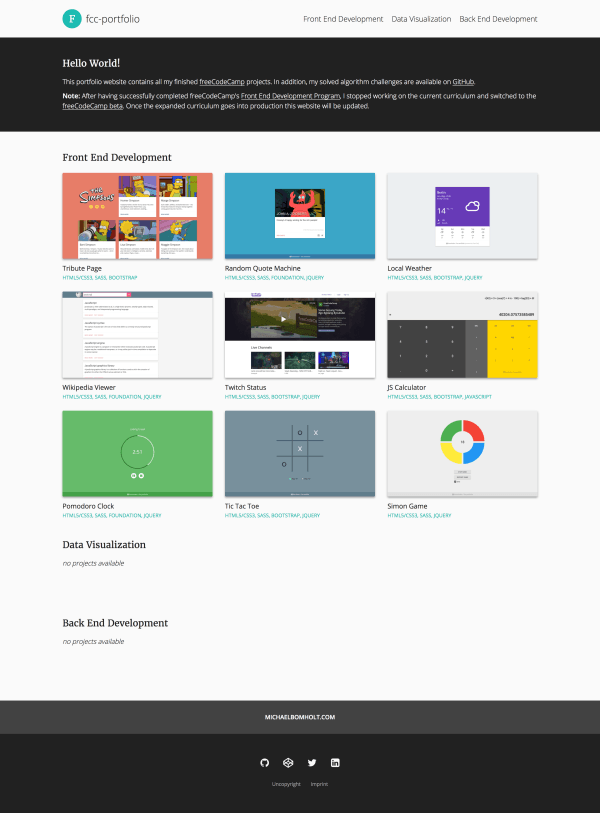 F fcc-portfolio
Front End Development Data Visualization Back End Development
Hello World!
This portfolio website contains all my finished freeCodeCamp projects. In addition, my solved algorithm challenges are available on GitHub.
Note: After having successfully completed freeCodeCamp's Front End Development Program, I stopped working on the current curriculum and switched to the
freeCodeCamp beta. Once the expanded curriculum goes into production this website will be updated.
Front End Development
THE SIMPSONS
14
Tribute Page
HTML5/CSS3, SASS, BOOTSTRAP
Random Quote Machine
HTML5/CSS3, SASS, FOUNDATION, JQUERY
Local Weather
HTML5/CSS3, SASS, BOOTSTRAP, JQUERY
Live Channels
Wikipedia Viewer
HTML5/CSS3, SASS, FOUNDATION, JQUERY
Twitch Status
HTML5/CSS3, SASS, BOOTSTRAP, JQUERY
JS Calculator
HTML5/CSS3, SASS, BOOTSTRAP, JAVASCRIPT
O X
X
O
Pomodoro Clock
HTML5/CSS3, SASS, FOUNDATION, JQUERY
Tic Tac Toe
HTML5/CSS3, SASS, BOOTSTRAP, JQUERY
Simon Game
HTML5/CSS3, SASS, JQUERY
Data Visualization
no projects available
Back End Development
no projects available
MICHAELBOMHOLT.COM
Unospyright Imprint